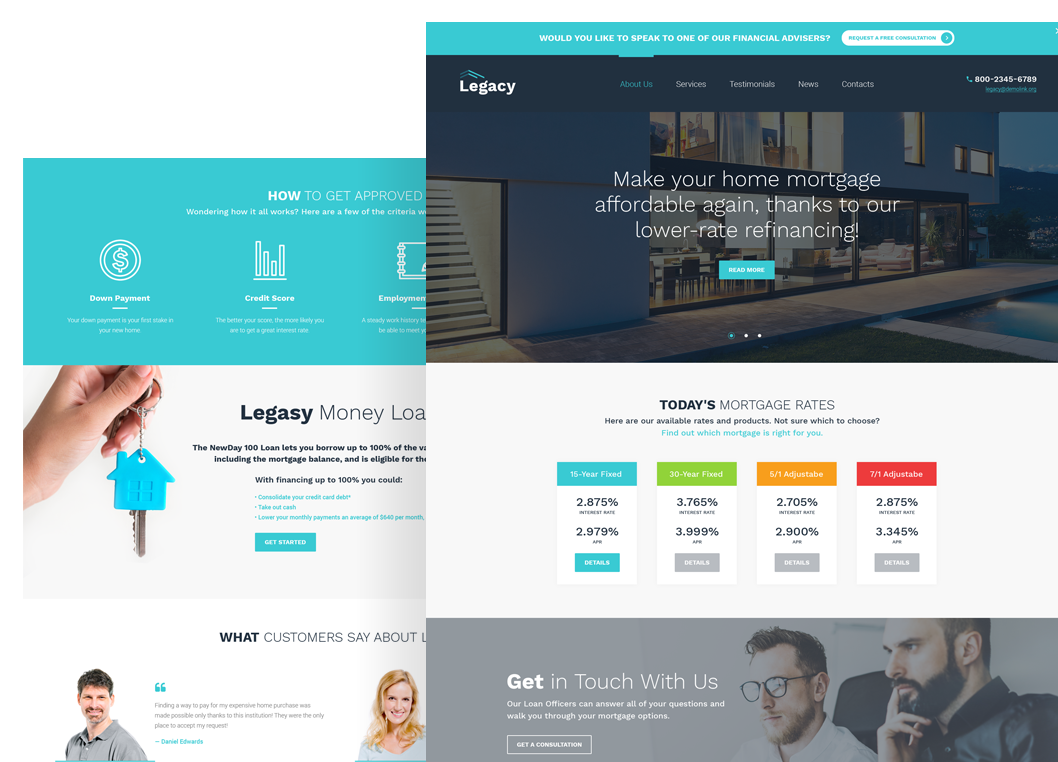 WOULD YOU LIKE TO SPEAK TO ONE OF OUR FINANCIAL ADVISERS?
REQUEST A FREE CONSULTATION
Legacy
About Us Services Testimonials News Contacts
800-2345-6789
legacy@demolink.org
Make your home mortgage
affordable again, thanks to our
lower-rate refinancing!
READ MORE
TODAY'S MORTGAGE RATES
Here are our available rates and products. Not sure which to choose?
Find out which mortgage is right for you.
15-Year Fixed
2.875%
INTEREST RATE
2.979%
APR
DETAILS
30-Year Fixed
3.765%
INTEREST RATE
3.999%
APR
DETAILS
5/1 Adjustabe
2.705%
INTEREST RATE
2.900%
APR
DETAILS
7/1 Adjustabe
2.875%
INTEREST RATE
3.345%
APR
DETAILS
Get in Touch With Us
Our Loan Officers can answer all of your questions and
walk you through your mortgage options.
GET A CONSULTATION
HOW TO GET APPROVED
Wondering how it all works? Here are a few of the criteria
Down Payment
Your down payment is your first stake in
your new home
Credit Score
The better your score, the more likely you
are to get a great interest rate
Employment
A steady work history
be able to meet
Legasy Money
The NewDay 100 Loan lets you borrow up to 100% of the
including the mortgage balance, and is eligible for
With financing up to 100% you could:
• Consolidate your credit card debt*
• Take out cash
• Lower your monthly payments an average of $640 per month,
GET STARTED
WHAT CUSTOMERS SAY ABOUT
Finding a way to pay for my expensive home purchase was
made possible only thanks to this institution! They were the only
place to accept my request!
— Daniel Edwards